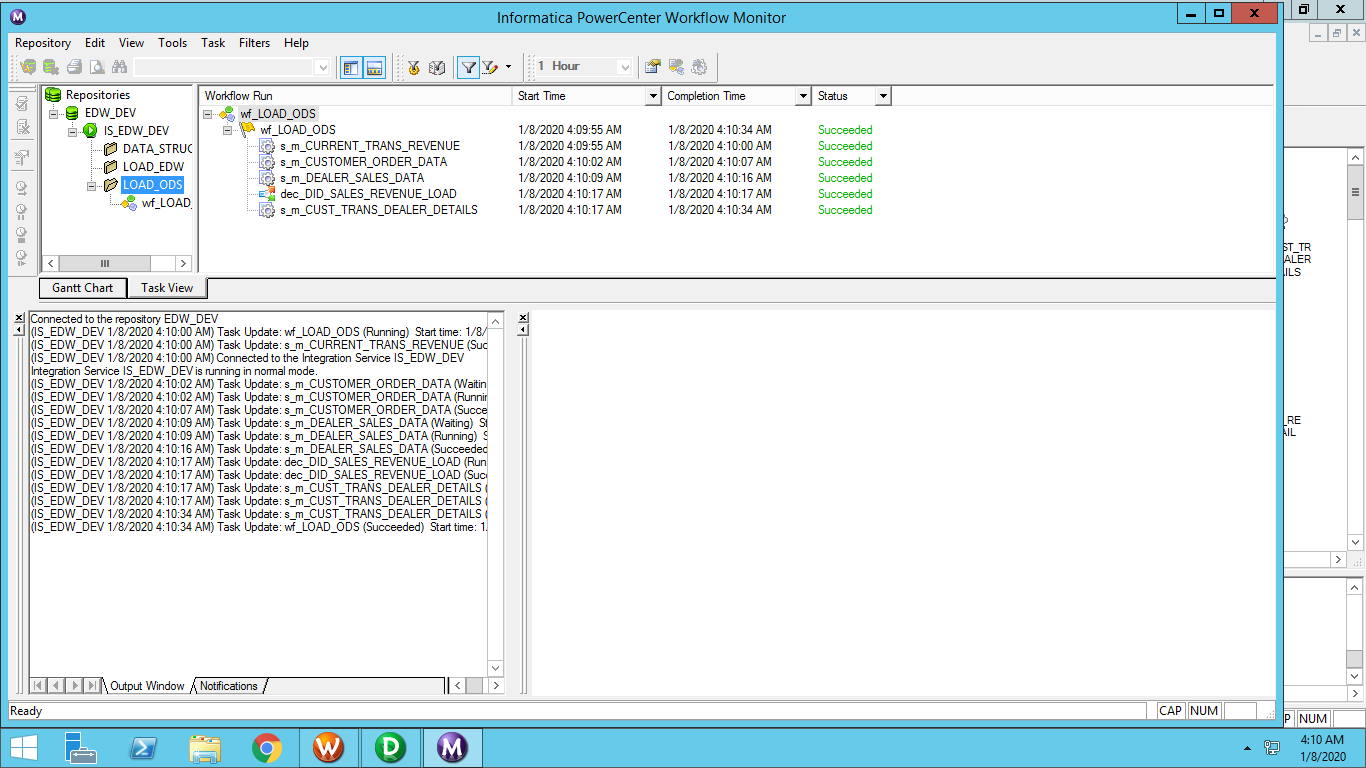 Informatica PowerCenter Workflow Monitor
Repository Edit View Tools Task Filters Help
1 Hour
Repositories
EDW_DEV
IS_EDW_DEV
DATA_STRUC
LOAD_EDW
LOAD_ODS
wf_LOAD_
Workflow Run Start Time Completion Time Status
wf_LOAD_ODS
wf_LOAD_ODS 1/8/2020 4:09:55 AM 1/8/2020 4:10:34 AM Succeeded
s_m_CURRENT_TRANS_REVENUE 1/8/2020 4:09:55 AM 1/8/2020 4:10:00 AM Succeeded
s_m_CUSTOMER_ORDER_DATA 1/8/2020 4:10:02 AM 1/8/2020 4:10:07 AM Succeeded
s_m_DEALER_SALES_DATA 1/8/2020 4:10:09 AM 1/8/2020 4:10:16 AM Succeeded
dec_DID_SALES_REVENUE_LOAD 1/8/2020 4:10:17 AM 1/8/2020 4:10:17 AM Succeeded
s_m_CUST_TRANS_DEALER_DETAILS 1/8/2020 4:10:17 AM 1/8/2020 4:10:34 AM Succeeded
ST_TR
EALER
ILS
Gantt Chart Task View
Connected to the repository EDW_DEV
(IS_EDW_DEV 1/8/2020 4:10:00 AM) Task Update: wf_LOAD_ODS (Running) Start time: 1/8/
(IS_EDW_DEV 1/8/2020 4:10:00 AM) Task Update: s_m_CURRENT_TRANS_REVENUE (Suc
(IS_EDW_DEV 1/8/2020 4:10:00 AM) Connected to the Integration Service IS_EDW_DEV
Integration Service IS_EDW_DEV is running in normal mode.
(IS_EDW_DEV 1/8/2020 4:10:02 AM) Task Update: s_m_CUSTOMER_ORDER_DATA (Waitin
(IS_EDW_DEV 1/8/2020 4:10:02 AM) Task Update: s_m_CUSTOMER_ORDER_DATA (Runnin
(IS_EDW_DEV 1/8/2020 4:10:07 AM) Task Update: s_m_CUSTOMER_ORDER_DATA (Succe
(IS_EDW_DEV 1/8/2020 4:10:09 AM) Task Update: s_m_DEALER_SALES_DATA (Waiting) St
(IS_EDW_DEV 1/8/2020 4:10:09 AM) Task Update: s_m_DEALER_SALES_DATA (Running) S
(IS_EDW_DEV 1/8/2020 4:10:16 AM) Task Update: s_m_DEALER_SALES_DATA (Succeeded
(IS_EDW_DEV 1/8/2020 4:10:17 AM) Task Update: dec_DID_SALES_REVENUE_LOAD (Run
(IS_EDW_DEV 1/8/2020 4:10:17 AM) Task Update: dec_DID_SALES_REVENUE_LOAD (Suc
(IS_EDW_DEV 1/8/2020 4:10:17 AM) Task Update: s_m_CUST_TRANS_DEALER_DETAILS (
(IS_EDW_DEV 1/8/2020 4:10:17 AM) Task Update: s_m_CUST_TRANS_DEALER_DETAILS (
(IS_EDW_DEV 1/8/2020 4:10:34 AM) Task Update: s_m_CUST_TRANS_DEALER_DETAILS (
(IS_EDW_DEV 1/8/2020 4:10:34 AM) Task Update: wf_LOAD_ODS (Succeeded) Start time: 1.
_RE
AIL
Output Window Notifications
Ready CAP NUM
P NUM
W D M
4:10 AM
1/8/2020